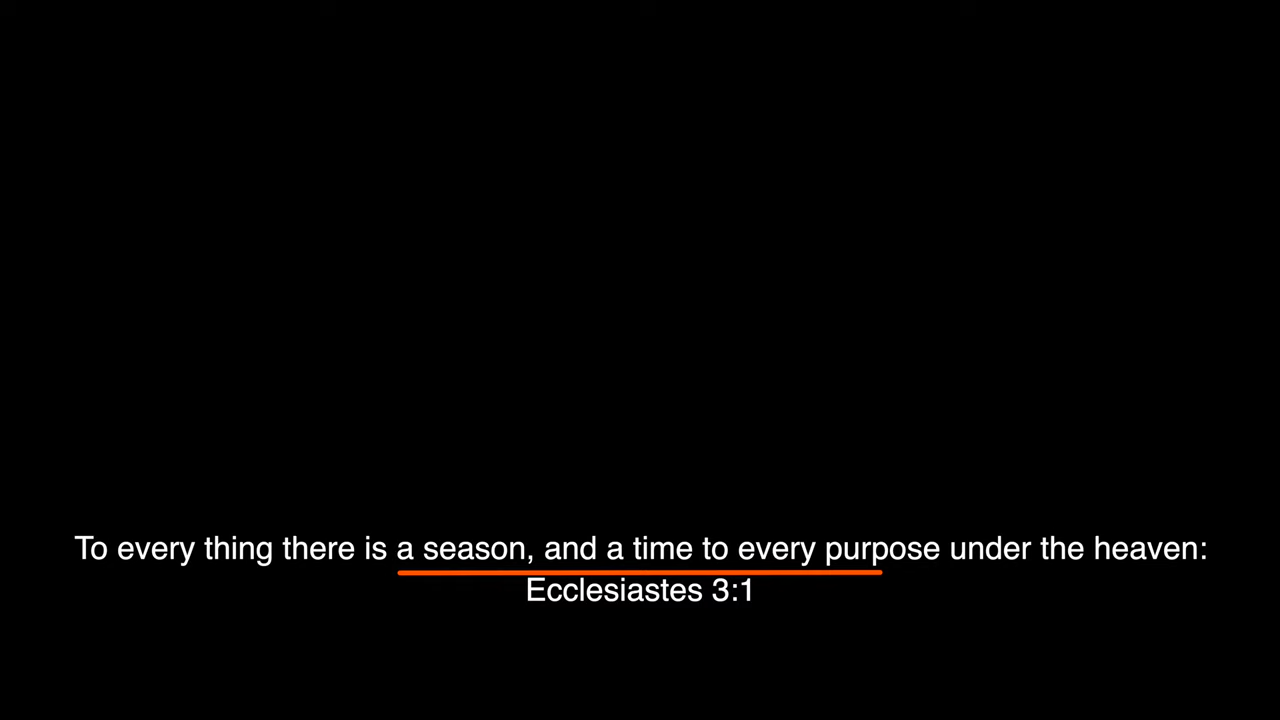 To every thing there is a season, and a time to every purpose under the heaven:
Ecclesiastes 3:1